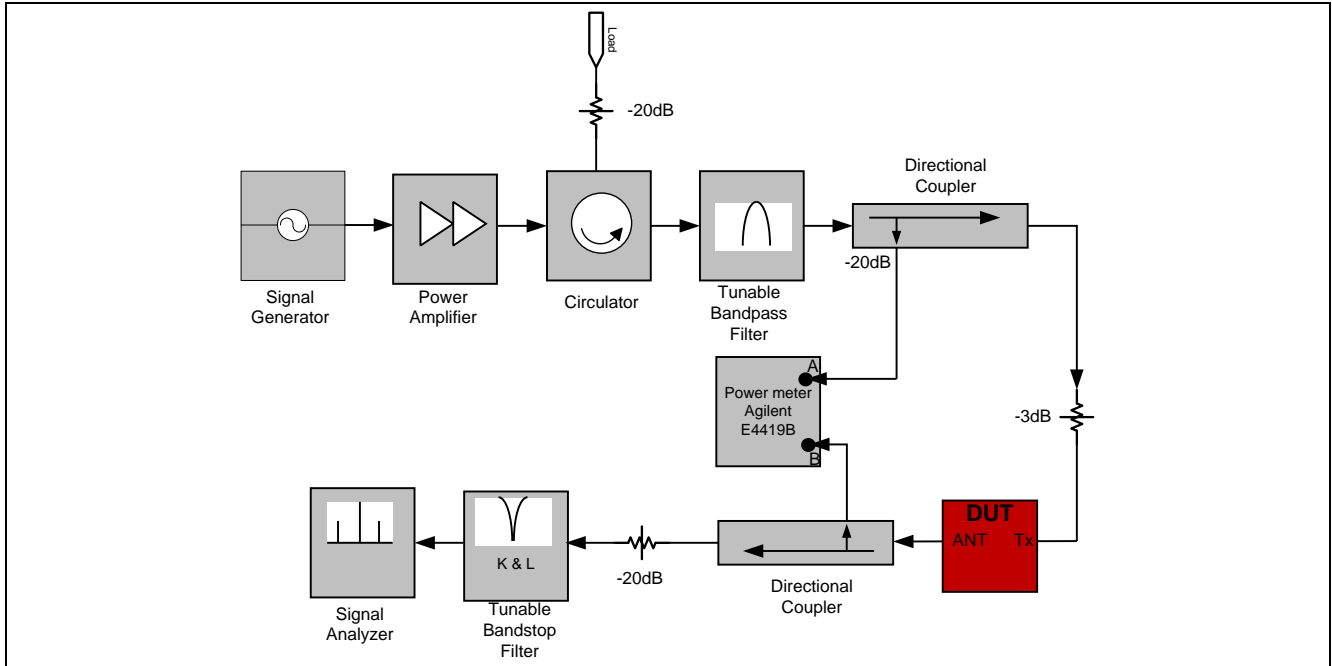 Load
-20dB
Directional
Coupler
Signal
Generator
Power
Amplifier
Circulator
Tunable
Bandpass
Filter
-20dB
A
Power meter
Agilent
E4419B
B
-3dB
DUT
ANT Tx
Directional
Coupler
-20dB
K & L
Tunable
Bandstop
Filter
Signal
Analyzer